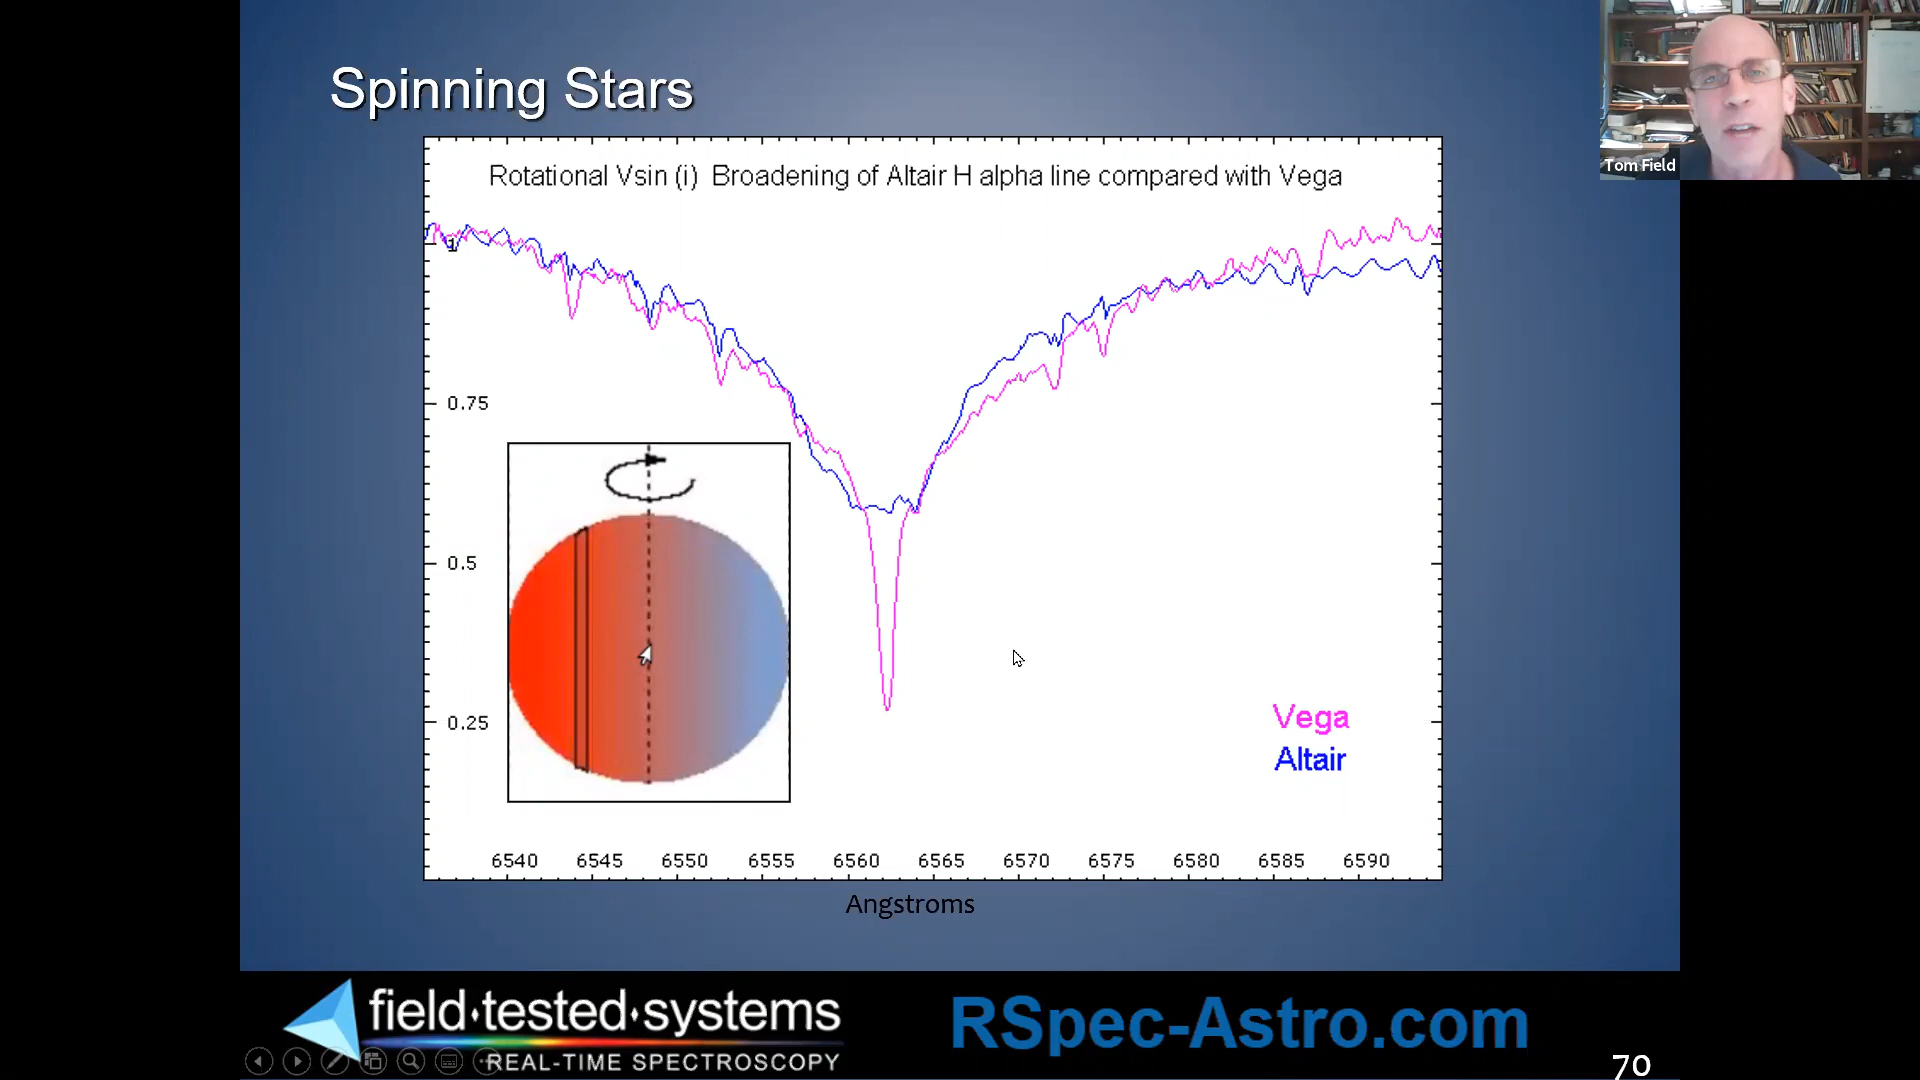 Spinning Stars
Tom Field
Rotational Vsin (i) Broadening of Altair H alpha line compared with Vega
1
0.75
0.5
0.25
Vega
Altair
6540 6545 6550 6555 6560 6565 6570 6575 6580 6585 6590
Angstroms
field·tested·systems
REAL-TIME SPECTROSCOPY
RSpec-Astro.com
70